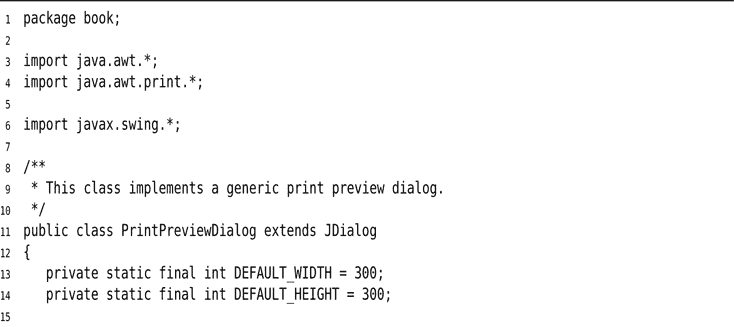 1 package book;
2
3 import java.awt.*;
4 import java.awt.print.*;
5
6 import javax.swing.*;
7
8 /**
9  * This class implements a generic print preview dialog.
10  */
11 public class PrintPreviewDialog extends JDialog
12 {
13    private static final int DEFAULT_WIDTH = 300;
14    private static final int DEFAULT_HEIGHT = 300;
15